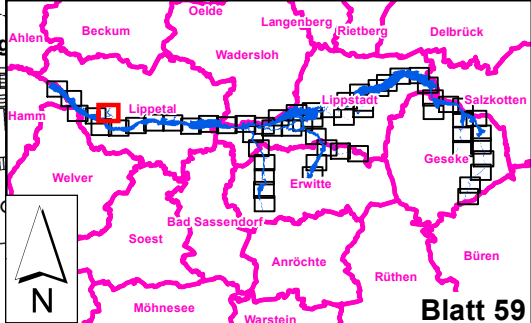 Oelde
Ahlen
Beckum
Langenberg
Rietberg
Delbrück
Wadersloh
Hamm
Lippetal
Lippstadt
Salzkotten
Welver
Erwitte
Geseke
Bad Sassendorf
Soest
Anröchte
Rüthen
Büren
N
Möhnesee
Warstein
Blatt 59